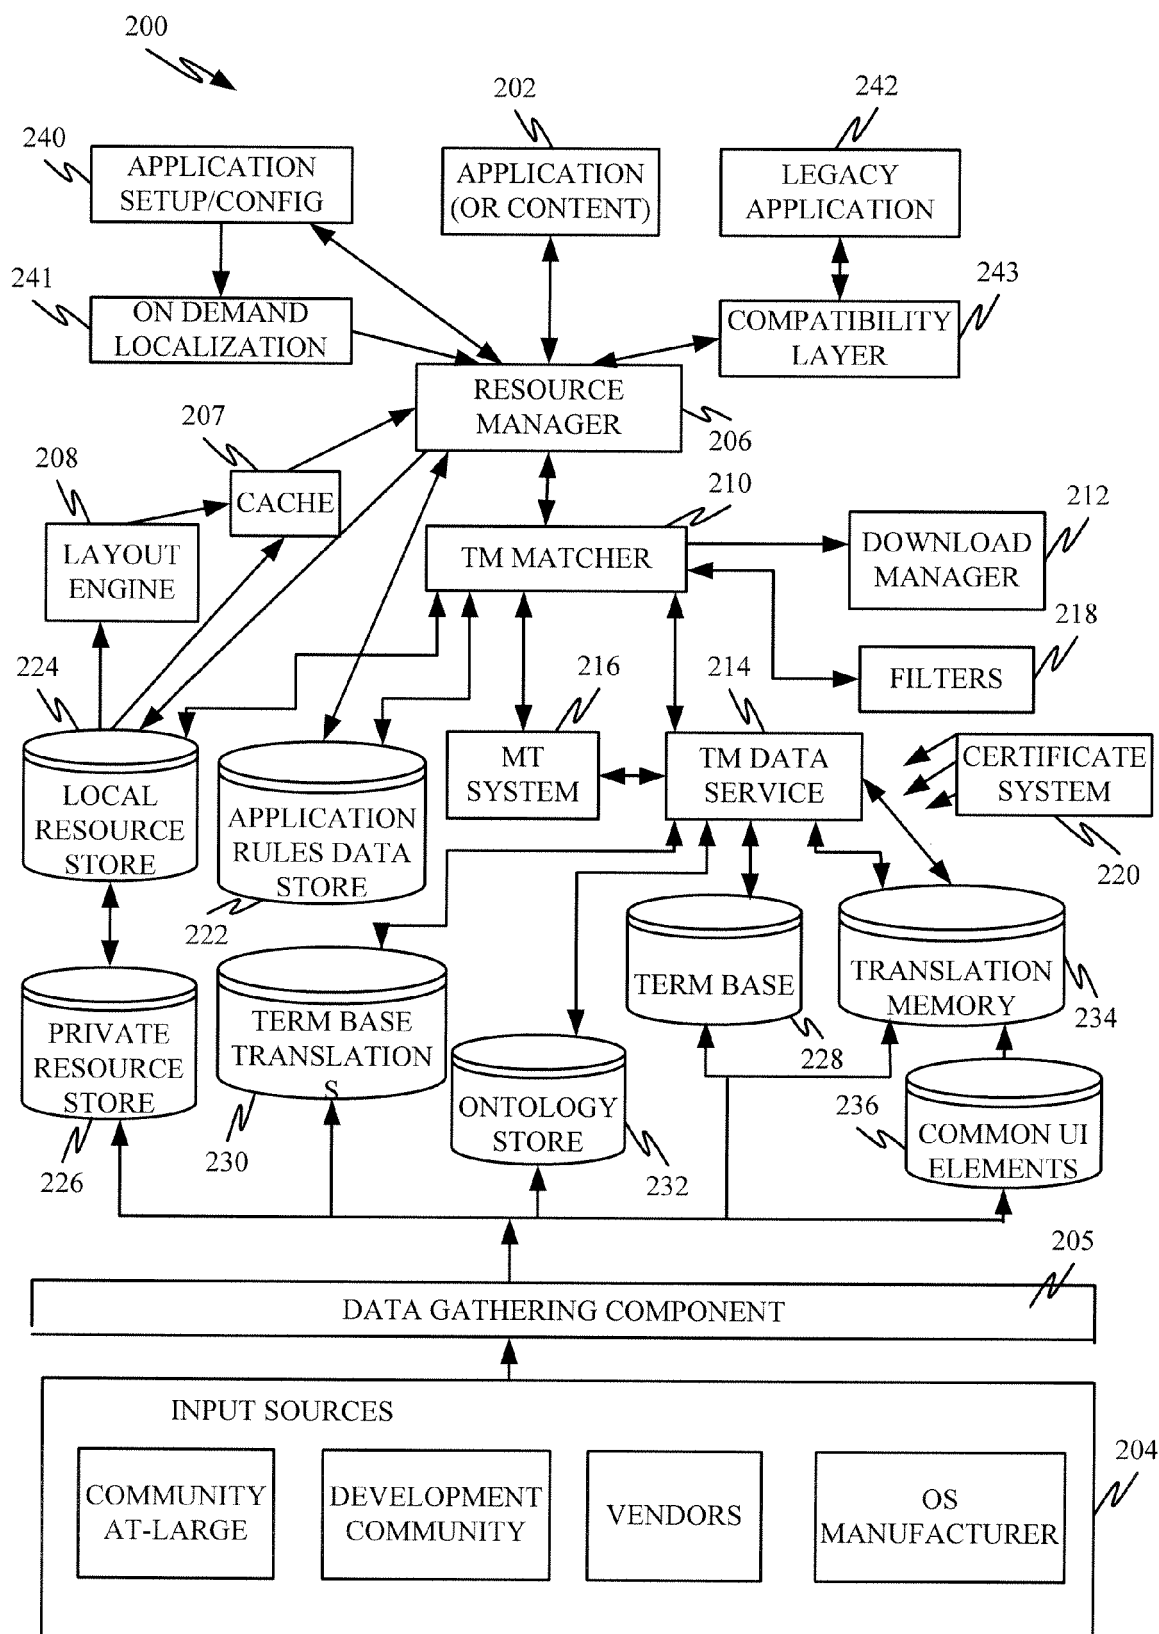 200
202
242
240
APPLICATION
SETUP/CONFIG
APPLICATION
(OR CONTENT)
LEGACY
APPLICATION
241
243
ON DEMAND
LOCALIZATION
COMPATIBILITY
LAYER
RESOURCE
MANAGER
206
207
208
CACHE
210
212
LAYOUT
ENGINE
TM MATCHER
DOWNLOAD
MANAGER
218
224
216
214
FILTERS
MT
SYSTEM
TM DATA
SERVICE
CERTIFICATE
SYSTEM
220
LOCAL
RESOURCE
STORE
APPLICATION
RULES DATA
STORE
222
TERM BASE
228
TRANSLATION
MEMORY
234
PRIVATE
RESOURCE
STORE
226
TERM BASE
TRANSLATION
S
230
ONTOLOGY
STORE
232
236
COMMON UI
ELEMENTS
205
DATA GATHERING COMPONENT
INPUT SOURCES
204
COMMUNITY
AT-LARGE
DEVELOPMENT
COMMUNITY
VENDORS
OS
MANUFACTURER